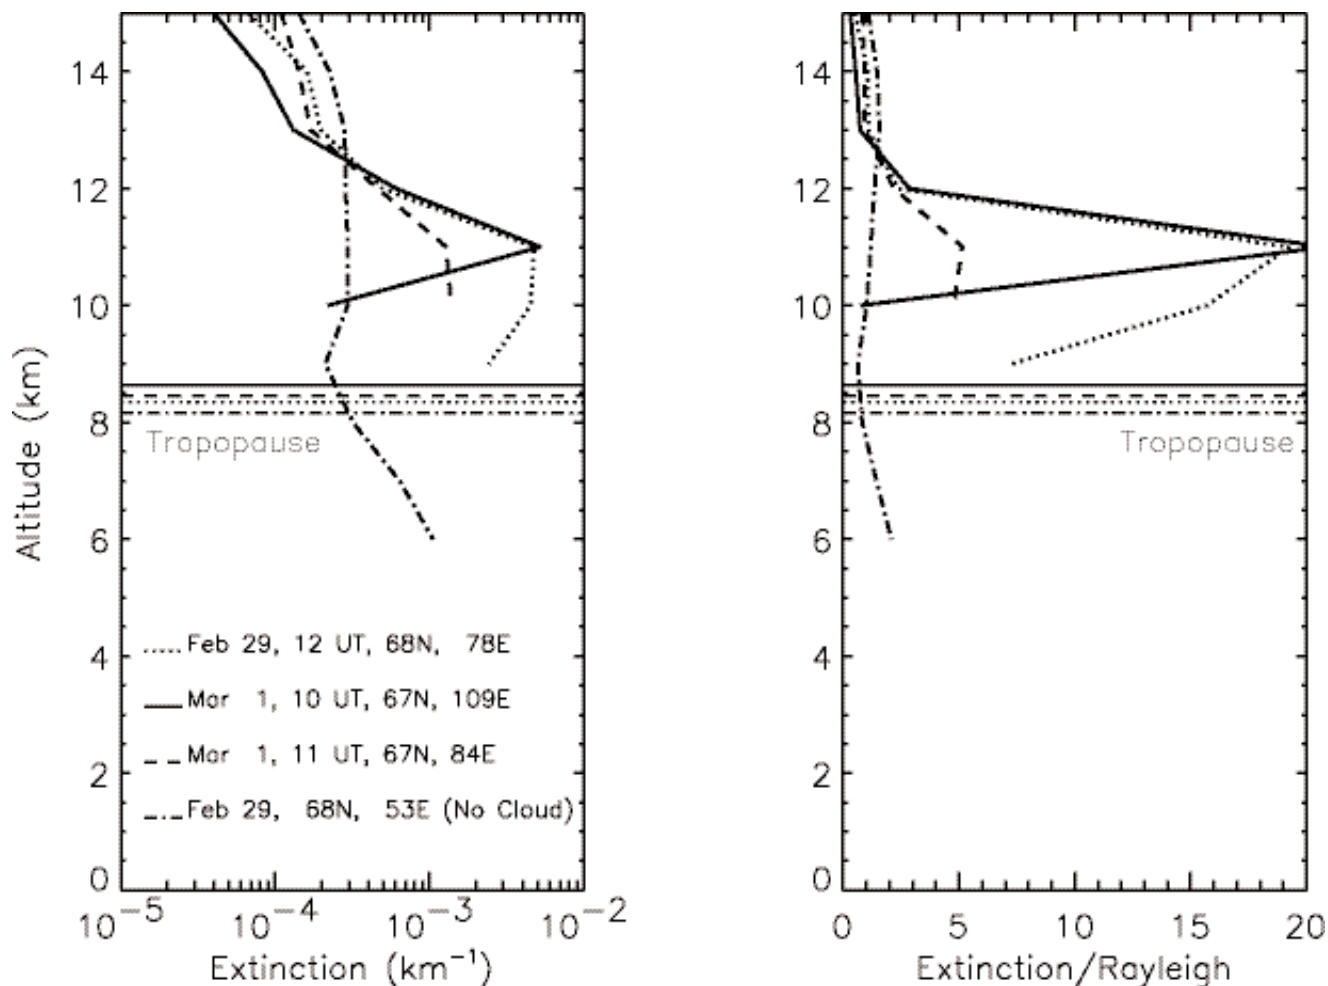 14
12
10
8
6
4
2
0
Altitude (km)
Tropopause
Feb 29, 12 UT, 68N, 78E
Mar 1, 10 UT, 67N, 109E
Mar 1, 11 UT, 67N, 84E
Feb 29, 68N, 53E (No Cloud)
10⁻⁵ 10⁻⁴ 10⁻³ 10⁻²
Extinction (km⁻¹)
14
12
10
8
6
4
2
0
Tropopause
0 5 10 15 20
Extinction/Rayleigh